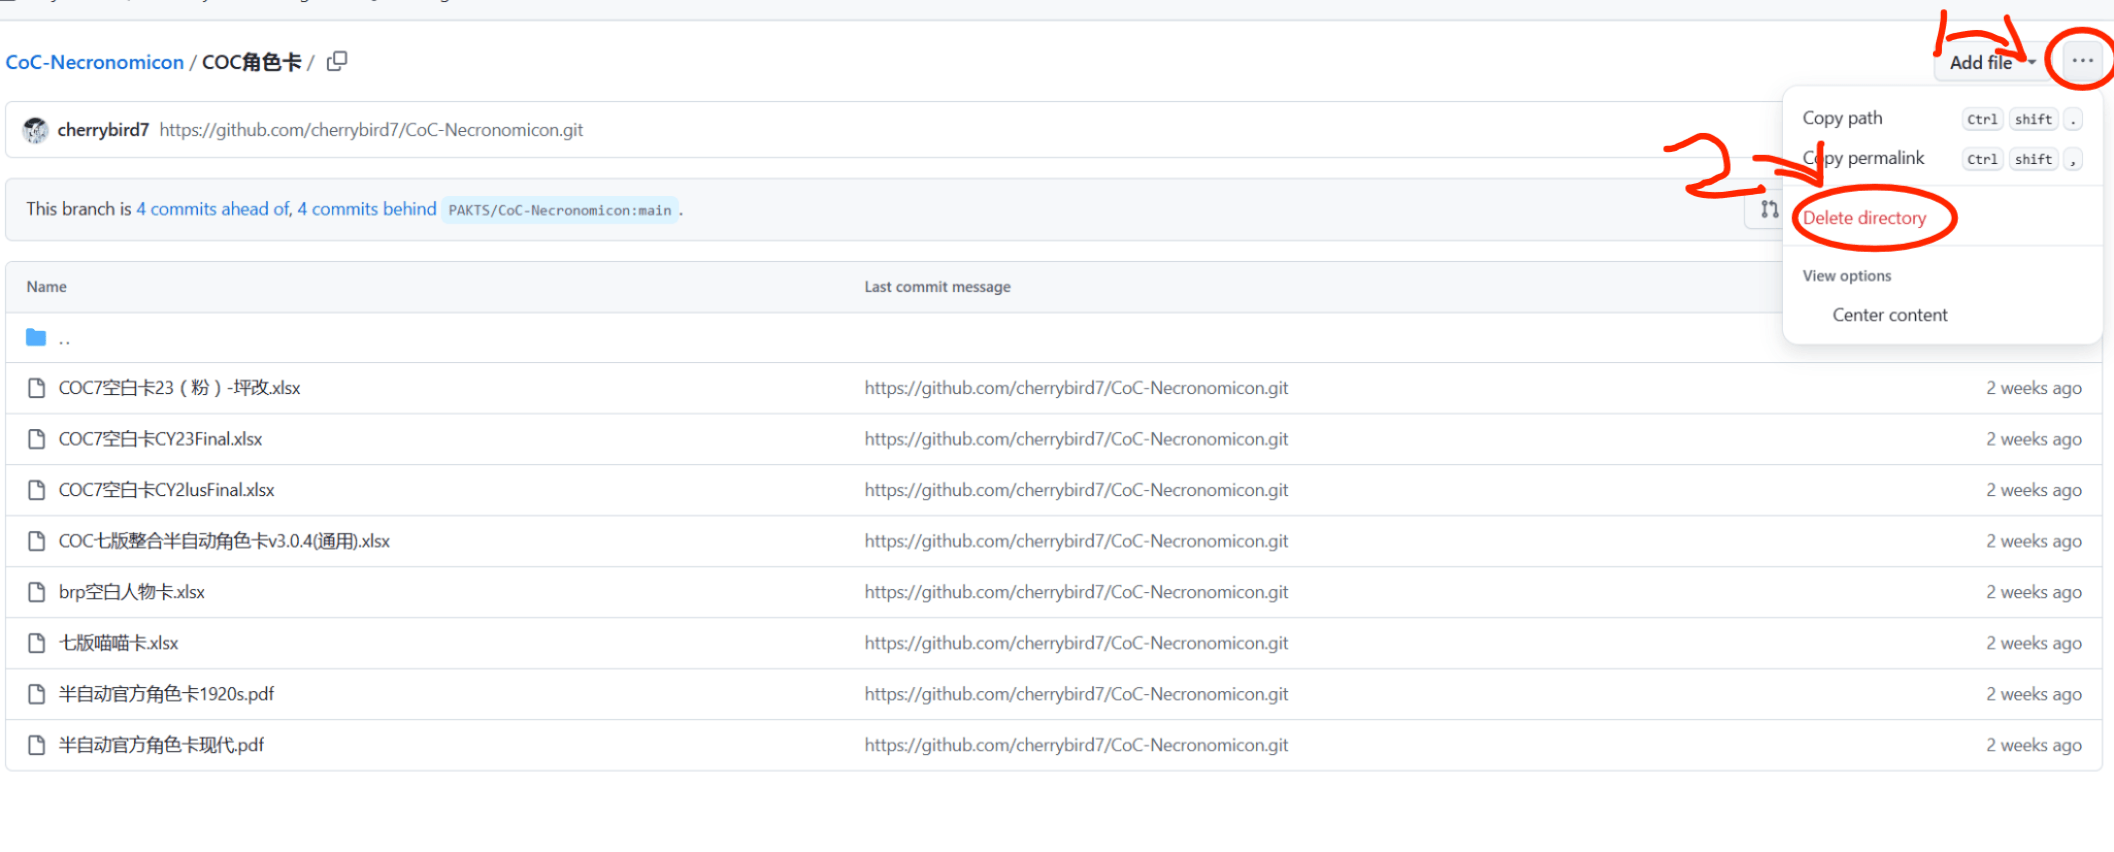 CoC-Necronomicon / COC角色卡 /
Add file
cherrybird7 https://github.com/cherrybird7/CoC-Necronomicon.git
Copy path Ctrl shift .
Copy permalink Ctrl shift ,
2
This branch is 4 commits ahead of, 4 commits behind PAKTS/CoC-Necronomicon:main .
Delete directory
View options
Center content
Name Last commit message
..
COC7空白卡23（粉）-坪改.xlsx https://github.com/cherrybird7/CoC-Necronomicon.git 2 weeks ago
COC7空白卡CY23Final.xlsx https://github.com/cherrybird7/CoC-Necronomicon.git 2 weeks ago
COC7空白卡CY2lusFinal.xlsx https://github.com/cherrybird7/CoC-Necronomicon.git 2 weeks ago
COC七版整合半自动角色卡v3.0.4(通用).xlsx https://github.com/cherrybird7/CoC-Necronomicon.git 2 weeks ago
brp空白人物卡.xlsx https://github.com/cherrybird7/CoC-Necronomicon.git 2 weeks ago
七版喵喵卡.xlsx https://github.com/cherrybird7/CoC-Necronomicon.git 2 weeks ago
半自动官方角色卡1920s.pdf https://github.com/cherrybird7/CoC-Necronomicon.git 2 weeks ago
半自动官方角色卡现代.pdf https://github.com/cherrybird7/CoC-Necronomicon.git 2 weeks ago